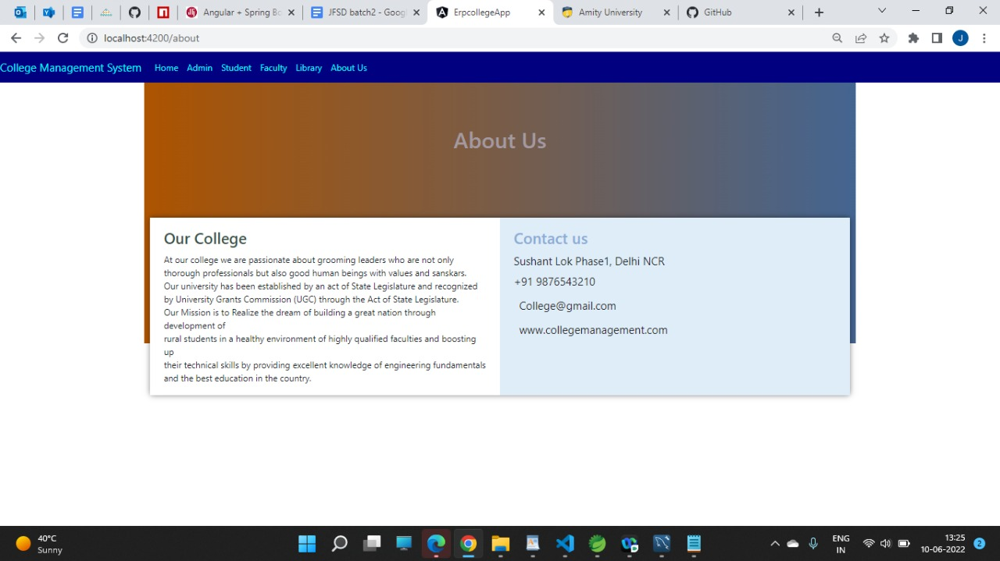 Angular + Spring Bo
JFSD batch2 - Goog
ErpcollegeApp
Amity University
GitHub
localhost:4200/about
J
College Management System Home Admin Student Faculty Library About Us
About Us
Our College
At our college we are passionate about grooming leaders who are not only
thorough professionals but also good human beings with values and sanskars.
Our university has been established by an act of State Legislature and recognized
by University Grants Commission (UGC) through the Act of State Legislature.
Our Mission is to Realize the dream of building a great nation through
development of
rural students in a healthy environment of highly qualified faculties and boosting
up
their technical skills by providing excellent knowledge of engineering fundamentals
and the best education in the country.
Contact us
Sushant Lok Phase1, Delhi NCR
+91 9876543210
College@gmail.com
www.collegemanagement.com
40°C
Sunny
ENG
IN
13:25
10-06-2022
2